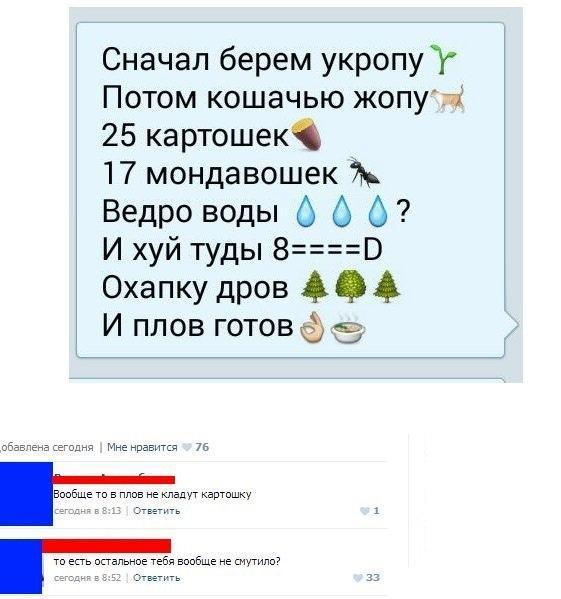 Сначал берем укропу🌱
Потом кошачью жопу🐈
25 картошек🍠
17 мондавошек 🐜
Ведро воды 💧💧💧?
И хуй туды 8====D
Охапку дров 🌲🌳🌲
И плов готов👌🍲
обавлена сегодня | Мне нравится 76
Вообще то в плов не кладут картошку
сегодня в 8:13 | Ответить 1
то есть остальное тебя вообще не смутило?
сегодня в 8:52 | Ответить 33